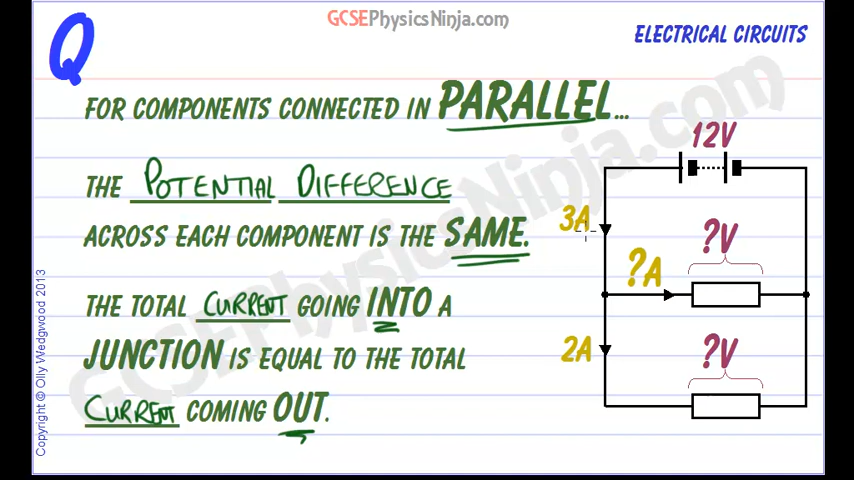 GCSEPhysicsNinja.com
Q
ELECTRICAL CIRCUITS
FOR COMPONENTS CONNECTED IN PARALLEL...
THE POTENTIAL DIFFERENCE
ACROSS EACH COMPONENT IS THE SAME.
THE TOTAL CURRENT GOING INTO A
JUNCTION IS EQUAL TO THE TOTAL
CURRENT COMING OUT.
12V
3A
?V
?A
?V
2A
GCSEPhysicsNinja.com
Copyright © Olly Wedgwood 2013